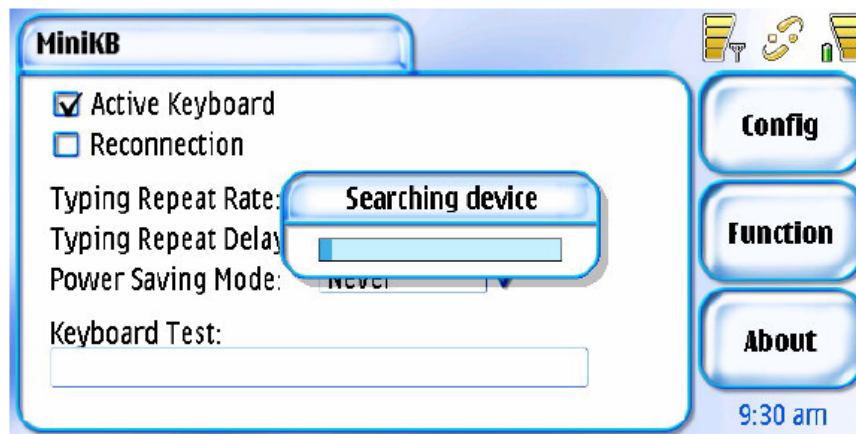 MiniKB
Active Keyboard
Reconnection
Typing Repeat Rate:
Typing Repeat Delay
Power Saving Mode: Never
Keyboard Test:
Searching device
Config
Function
About
9:30 am